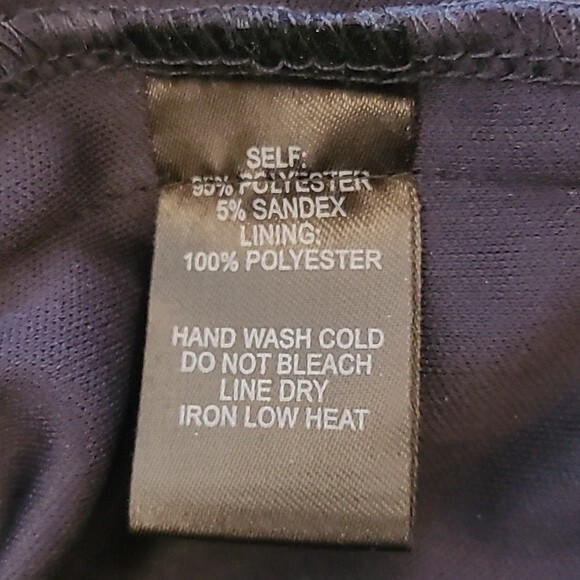 SELF:
95% POLYESTER
5% SANDEX
LINING:
100% POLYESTER
HAND WASH COLD
DO NOT BLEACH
LINE DRY
IRON LOW HEAT